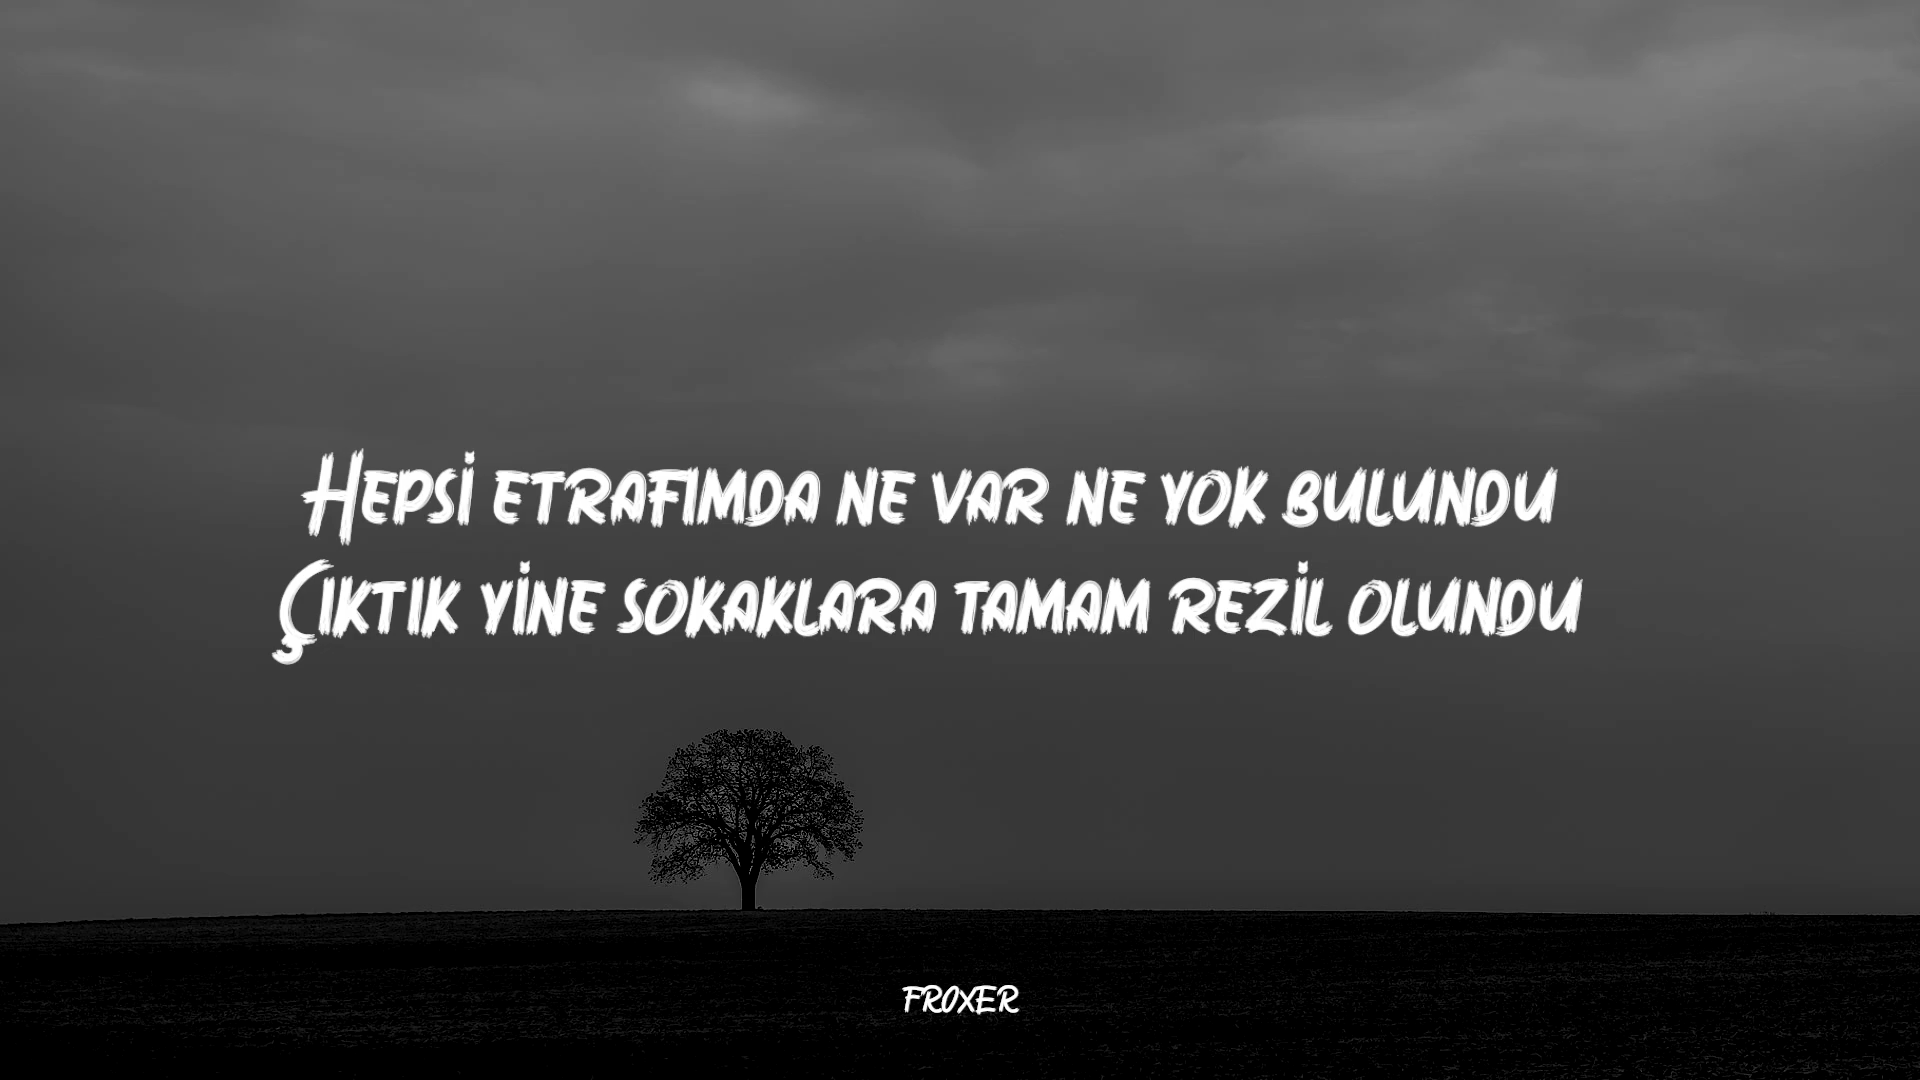 Hepsi etrafımda ne var ne yok bulundu
Çıktık yine sokaklara tamam rezil olundu
FROXER